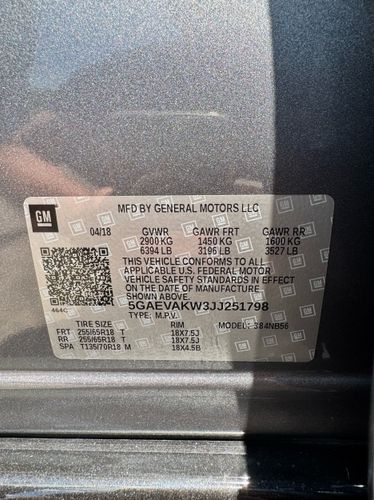 GM
MFD BY GENERAL MOTORS LLC
04/18 GVWR GAWR FRT GAWR RR
2900 KG 1450 KG 1600 KG
6394 LB 3196 LB 3527 LB
THIS VEHICLE CONFORMS TO ALL
APPLICABLE U.S. FEDERAL MOTOR
VEHICLE SAFETY STANDARDS IN EFFECT
ON THE DATE OF MANUFACTURE
SHOWN ABOVE.
5GAEVAKW3JJ251798
464C TYPE: M.P.V.
TIRE SIZE RIM MODEL: 384NB56
FRT 255/65R18 T 18X7.5J
RR 255/65R18 T 18X7.5J
SPA T135/70R18 M 18X4.5B